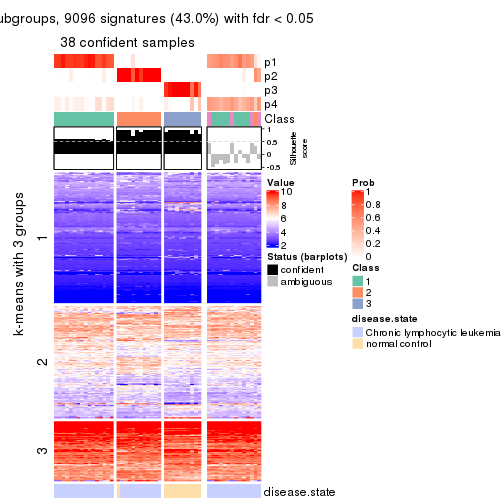 ubgroups, 9096 signatures (43.0%) with fdr < 0.05
38 confident samples
p1
p2
p3
p4
Class
1
0.5
0
-0.5
Silhouette
score
k-means with 3 groups
1
2
3
disease.state
Value
10
8
6
4
2
Status (barplots)
confident
ambiguous
Prob
1
0.8
0.6
0.4
0.2
0
Class
1
2
3
disease.state
Chronic lymphocytic leukemia
normal control